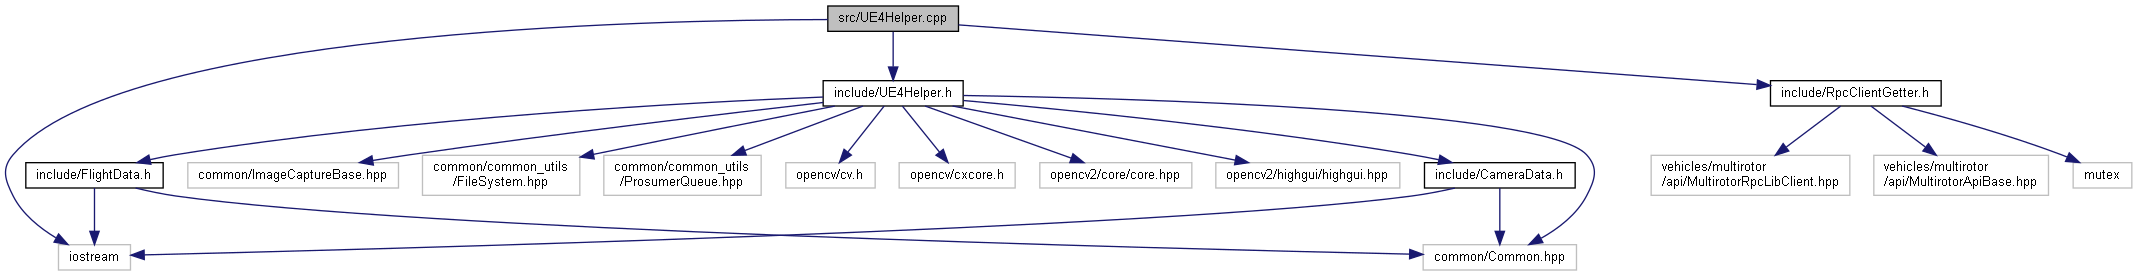 src/UE4Helper.cpp
include/UE4Helper.h
include/RpcClientGetter.h
include/FlightData.h
common/ImageCaptureBase.hpp
common/common_utils
/FileSystem.hpp
common/common_utils
/ProsumerQueue.hpp
opencv/cv.h
opencv/cxcore.h
opencv2/core/core.hpp
opencv2/highgui/highgui.hpp
include/CameraData.h
vehicles/multirotor
/api/MultirotorRpcLibClient.hpp
vehicles/multirotor
/api/MultirotorApiBase.hpp
mutex
iostream
common/Common.hpp